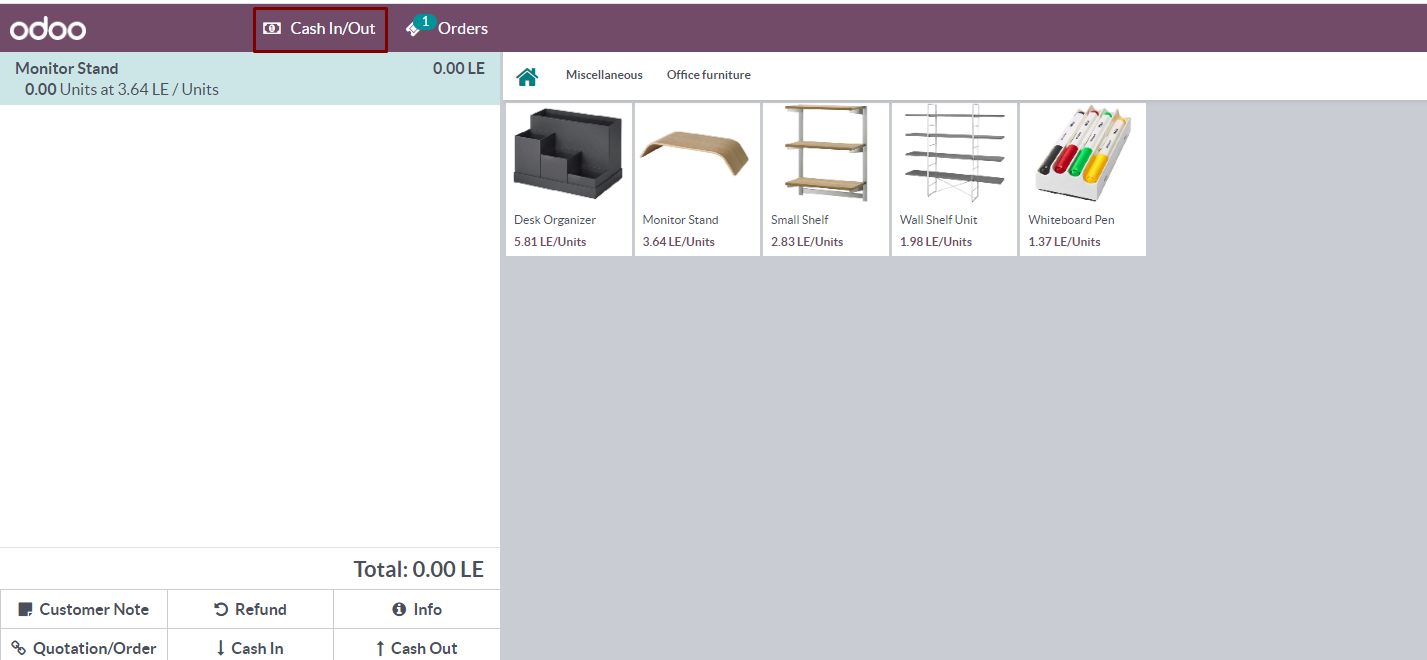 odoo
Cash In/Out
1
Orders
Monitor Stand 0.00 LE
0.00 Units at 3.64 LE / Units
Miscellaneous Office furniture
Desk Organizer
5.81 LE/Units
Monitor Stand
3.64 LE/Units
Small Shelf
2.83 LE/Units
Wall Shelf Unit
1.98 LE/Units
Whiteboard Pen
1.37 LE/Units
Total: 0.00 LE
Customer Note Refund Info
Quotation/Order Cash In Cash Out